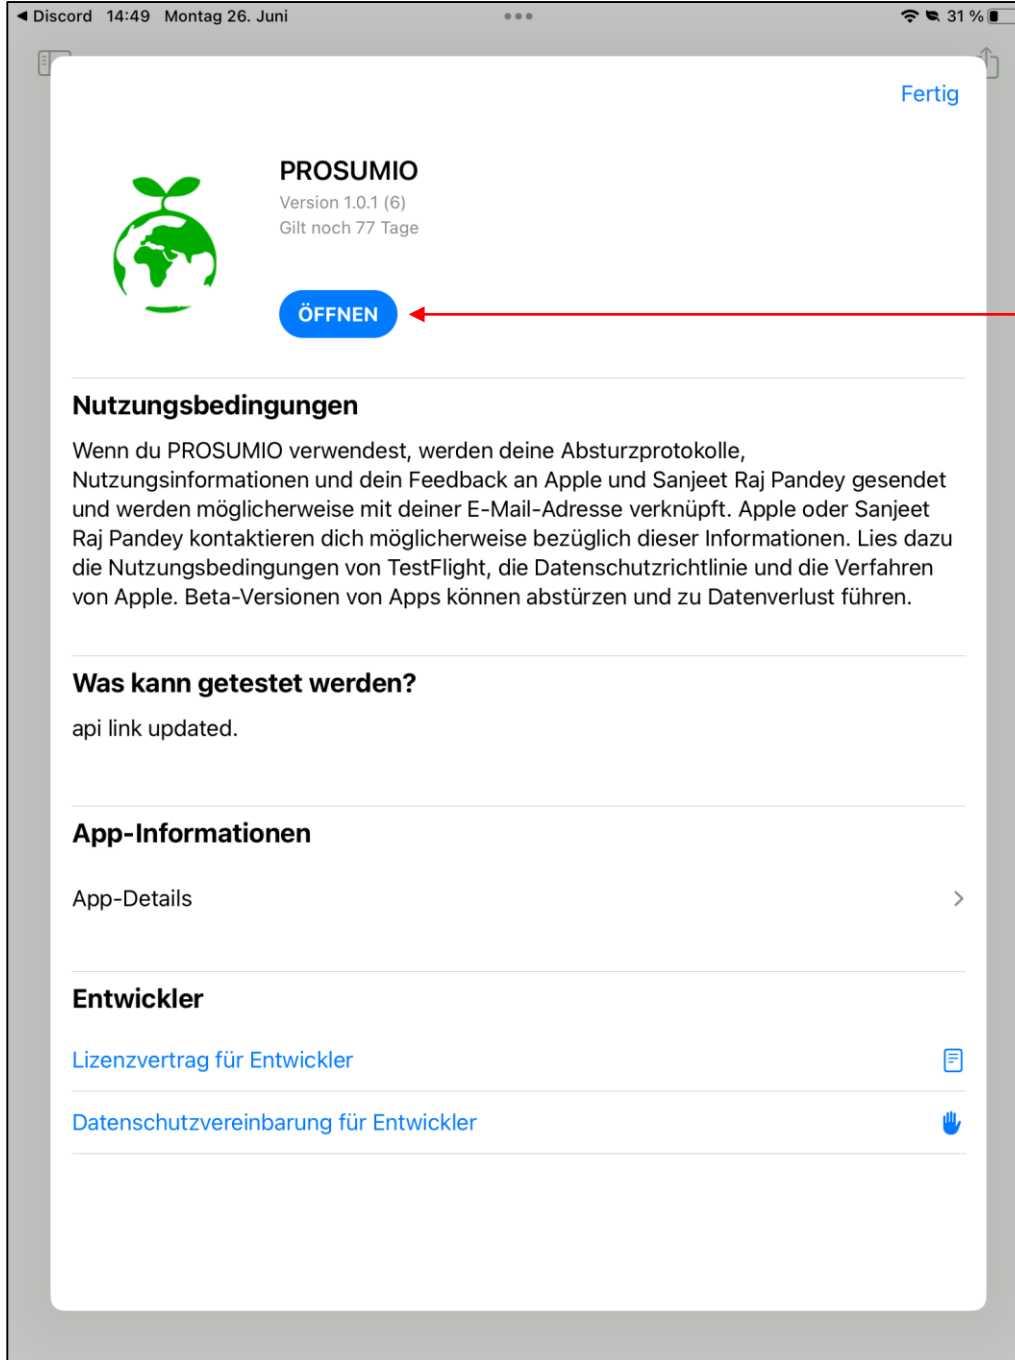 ◀ Discord 14:49 Montag 26. Juni 31 %
Fertig
PROSUMIO
Version 1.0.1 (6)
Gilt noch 77 Tage
ÖFFNEN
Nutzungsbedingungen
Wenn du PROSUMIO verwendest, werden deine Absturzprotokolle,
Nutzungsinformationen und dein Feedback an Apple und Sanjeet Raj Pandey gesendet
und werden möglicherweise mit deiner E-Mail-Adresse verknüpft. Apple oder Sanjeet
Raj Pandey kontaktieren dich möglicherweise bezüglich dieser Informationen. Lies dazu
die Nutzungsbedingungen von TestFlight, die Datenschutzrichtlinie und die Verfahren
von Apple. Beta-Versionen von Apps können abstürzen und zu Datenverlust führen.
Was kann getestet werden?
api link updated.
App-Informationen
App-Details
Entwickler
Lizenzvertrag für Entwickler
Datenschutzvereinbarung für Entwickler